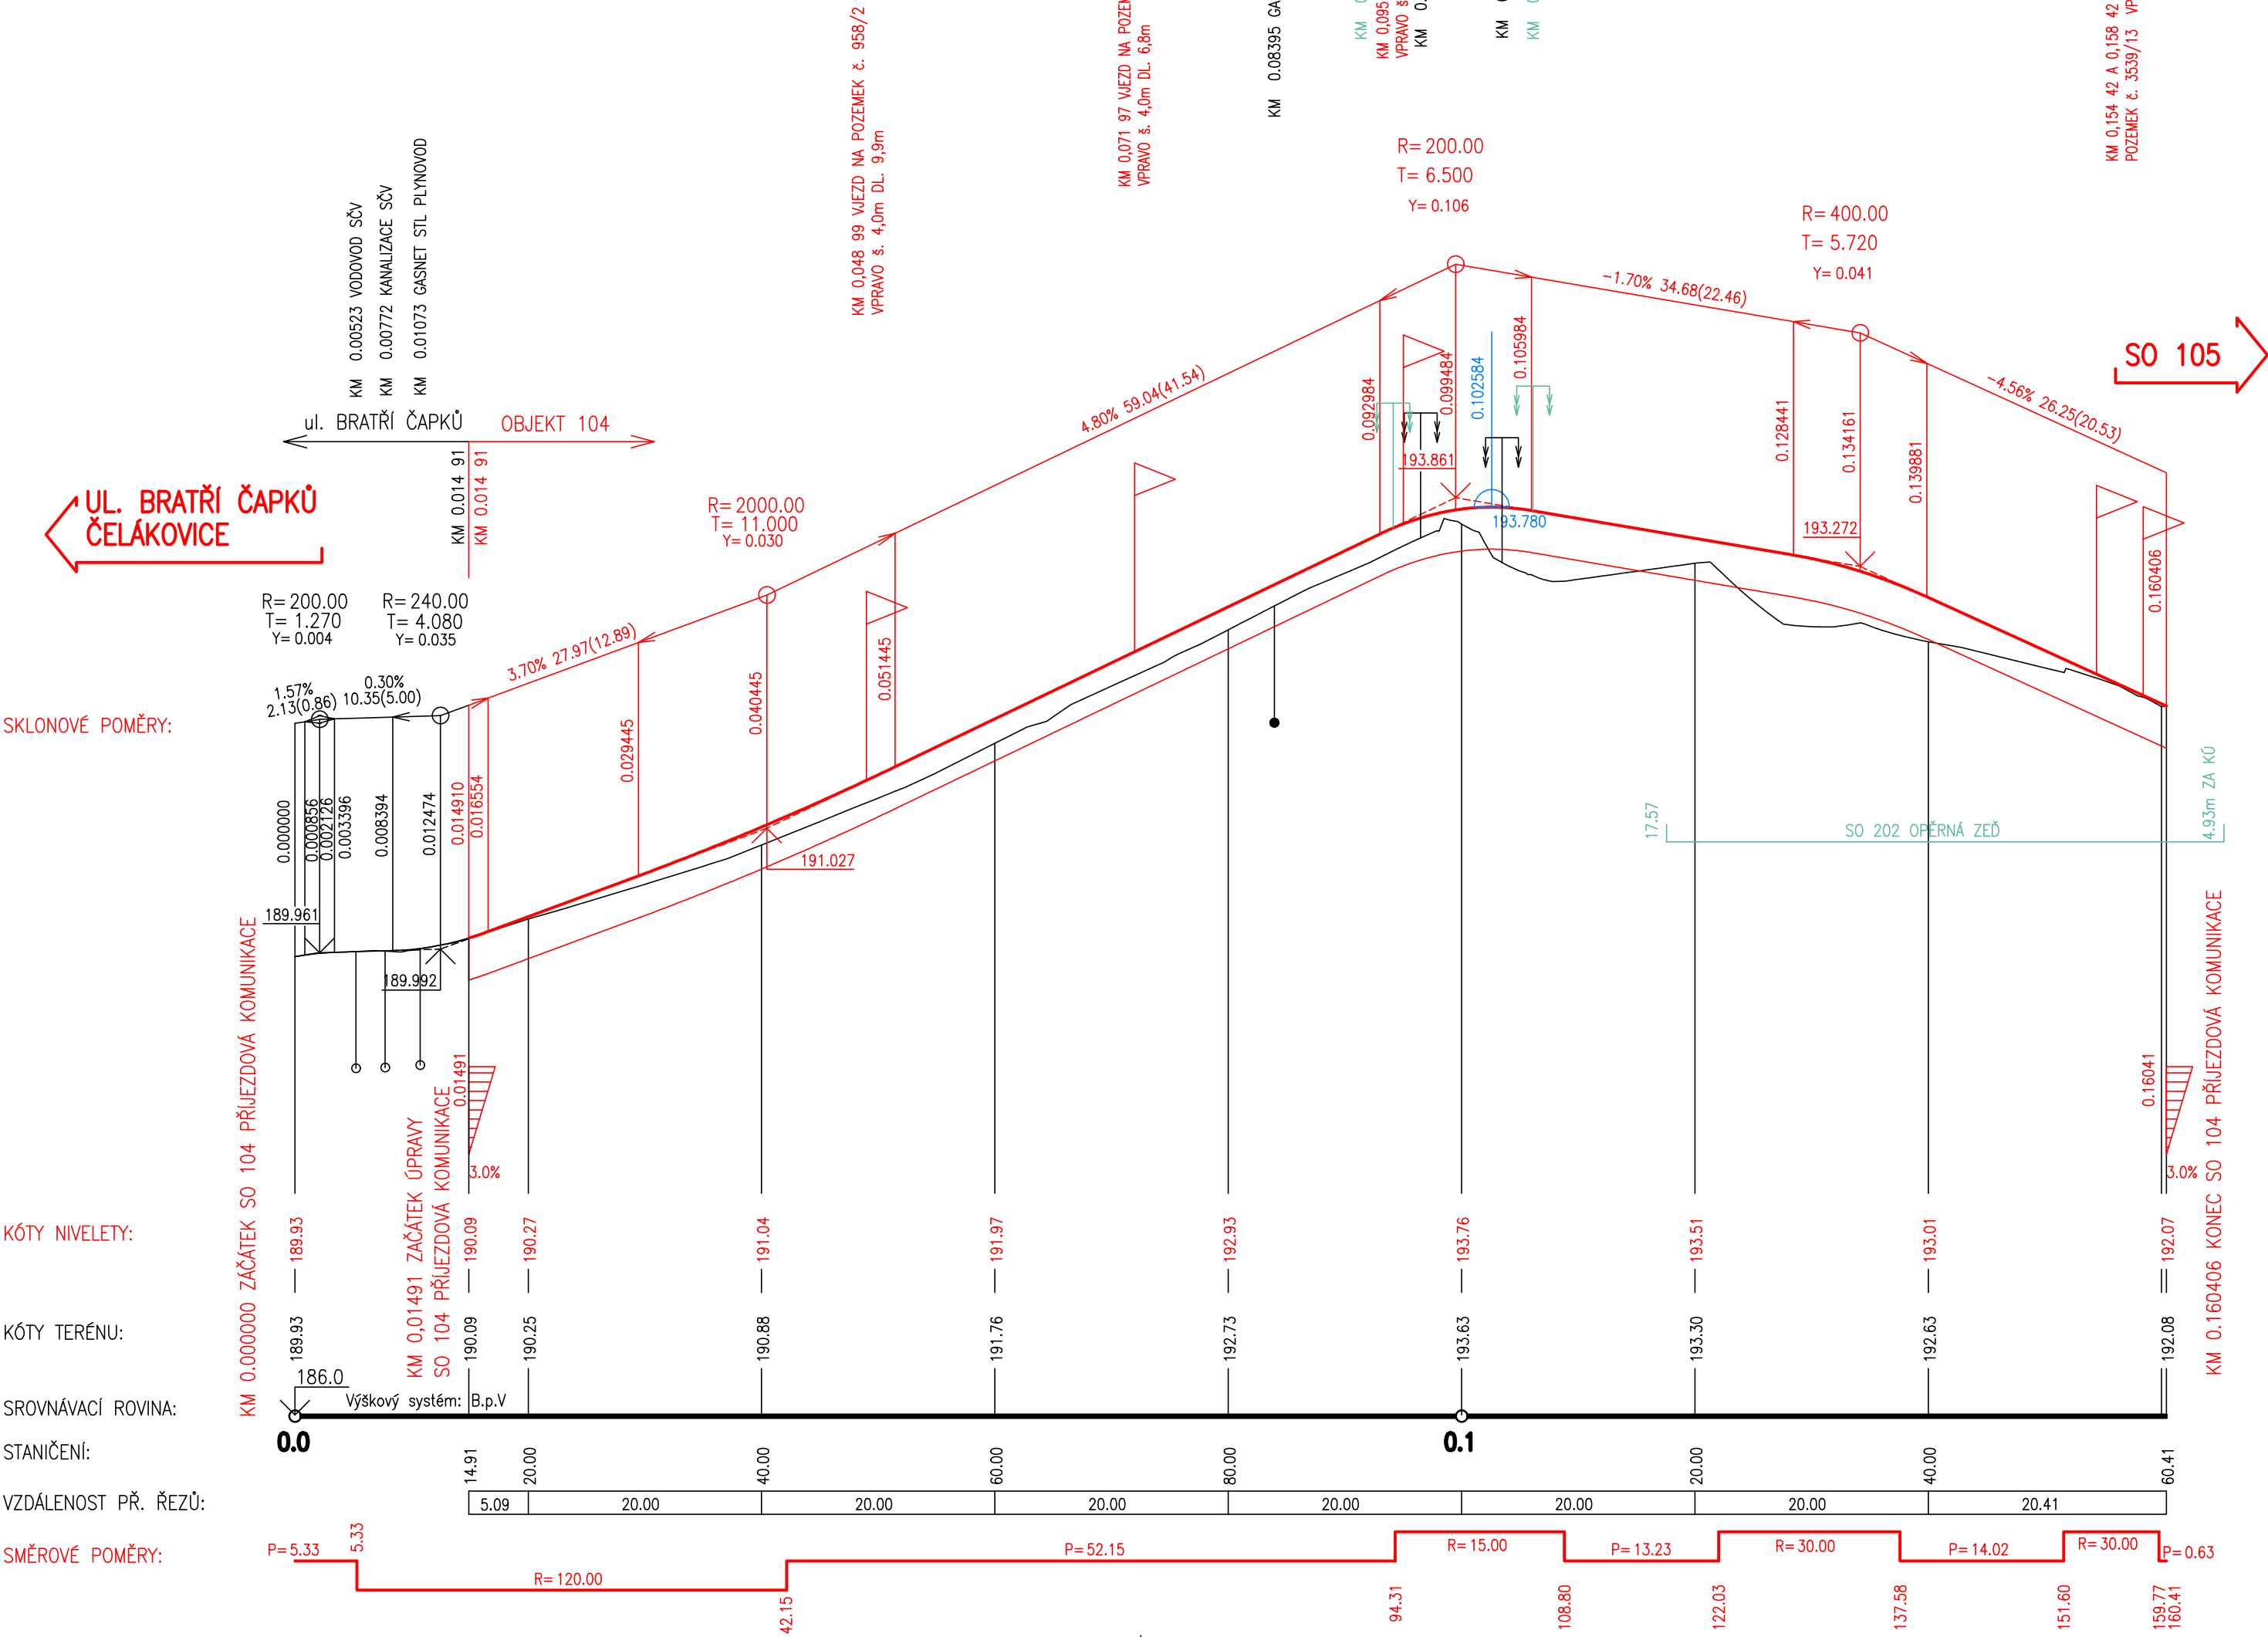 KM 0,048 99 VJEZD NA POZEMEK č. 958/2
VPRAVO š. 4,0m DL. 9,9m
KM 0,071 97 VJEZD NA
VPRAVO š. 4,0m DL. 6,8m
KM 0.08395
KM
KM 0,095
VPRAVO
KM
KM
KM
KM 0,154 42 A 0,158 42
POZEMEK č. 3539/13
KM 0.00523 VODOVOD SČV
KM 0.00772 KANALIZACE SČV
KM 0.01073 GASNET STL PLYNOVOD
R=200.00
T= 6.500
Y= 0.106
R=400.00
T= 5.720
Y= 0.041
-1.70% 34.68(22.46)
4.80% 59.04(41.54)
-4.56% 26.25(20.53)
SO 105
ul. BRATŘÍ ČAPKŮ
OBJEKT 104
KM 0.014 91
KM 0.014 91
UL. BRATŘÍ ČAPKŮ
ČELÁKOVICE
R=2000.00
T= 11.000
Y= 0.030
R=200.00
T= 1.270
Y= 0.004
R=240.00
T= 4.080
Y= 0.035
3.70% 27.97(12.89)
1.57%
2.13(0.86)
0.30%
10.35(5.00)
SKLONOVÉ POMĚRY:
0.000000
0.000856
0.002126
0.003396
0.008394
0.012474
0.014910
0.016554
0.029445
0.040445
0.051445
0.092984
0.099484
0.102584
0.105984
0.128441
0.134161
0.139881
0.160406
193.861
193.780
193.272
191.027
189.961
189.992
17.57
SO 202 OPĚRNÁ ZEĎ
4.93m ZA KÚ
KM 0.000000 ZÁČÁTEK SO 104 PŘÍJEZDOVÁ KOMUNIKACE
KM 0,01491 ZAČÁTEK ÚPRAVY
SO 104 PŘÍJEZDOVÁ KOMUNIKACE
0.01491
3.0%
0.16041
3.0%
KM 0.160406 KONEC SO 104 PŘÍJEZDOVÁ KOMUNIKACE
KÓTY NIVELETY:
189.93
190.09
190.27
191.04
191.97
192.93
193.76
193.51
193.01
192.07
KÓTY TERÉNU:
189.93
190.09
190.25
190.88
191.76
192.73
193.63
193.30
192.63
192.08
186.0
Výškový systém: B.p.V
SROVNÁVACÍ ROVINA:
0.0
0.1
STANIČENÍ:
14.91
20.00
40.00
60.00
80.00
20.00
40.00
60.41
VZDÁLENOST PŘ. ŘEZŮ:
5.09
20.00
20.00
20.00
20.00
20.00
20.00
20.41
SMĚROVÉ POMĚRY:
P=5.33
5.33
R=120.00
42.15
P=52.15
94.31
R=15.00
108.80
P=13.23
122.03
R=30.00
137.58
P=14.02
151.60
R=30.00
159.77
P=0.63
160.41